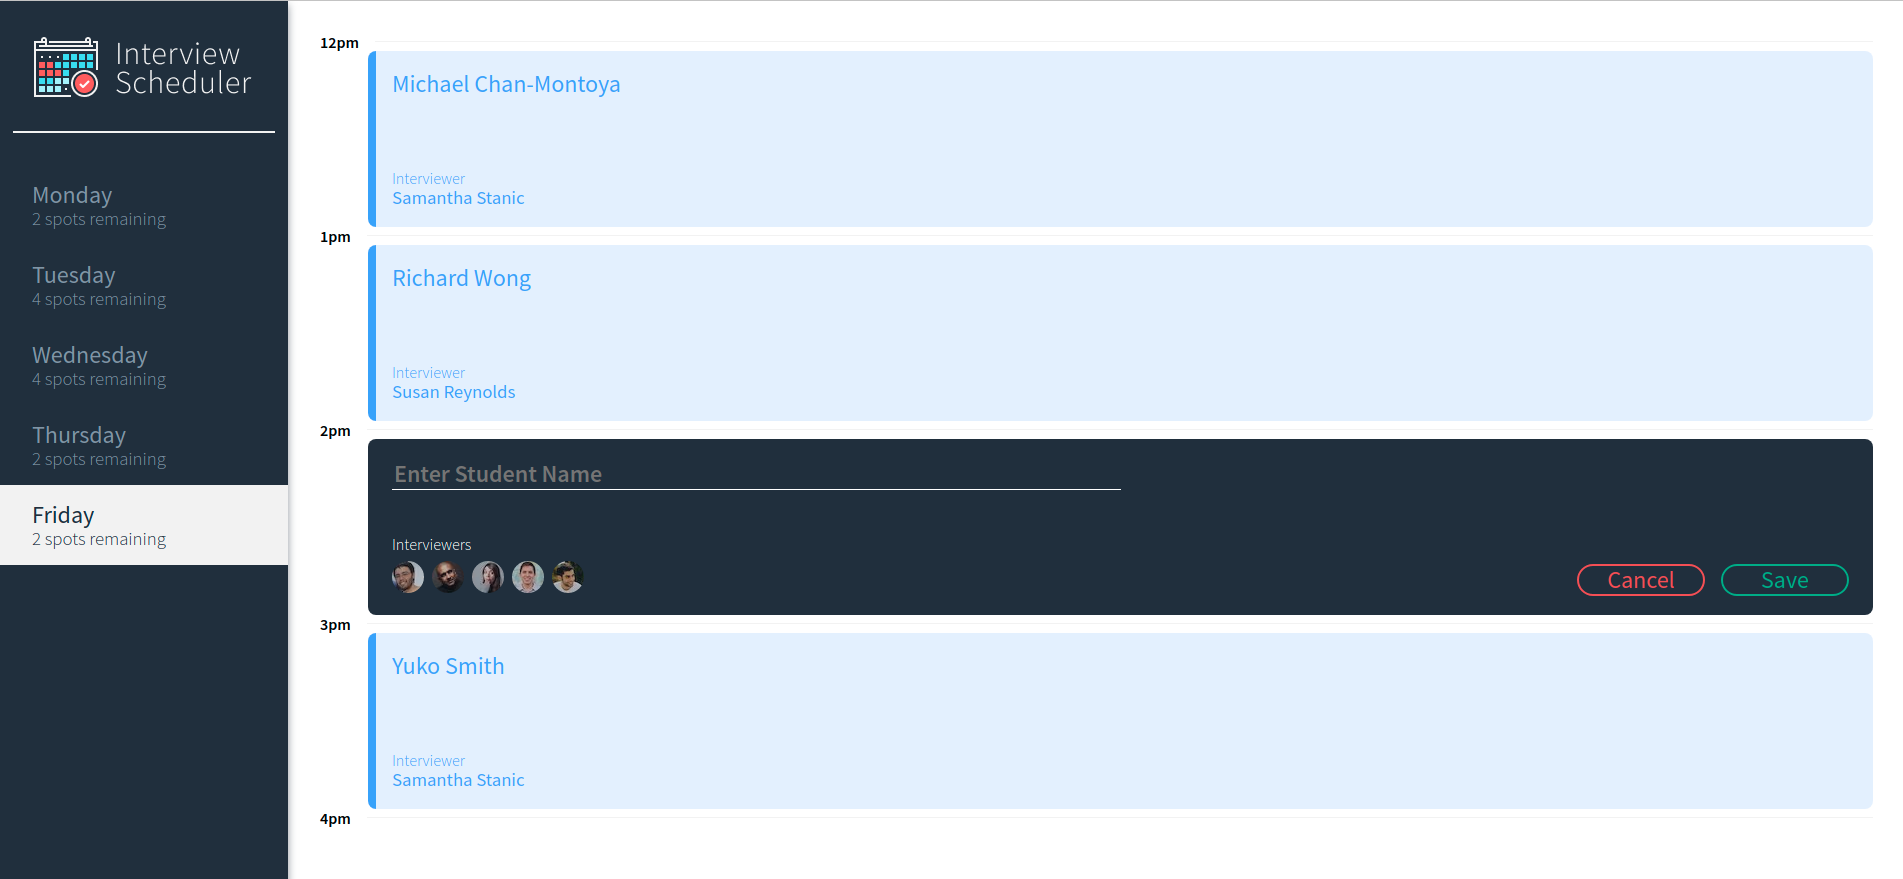 Interview
Scheduler
Monday
2 spots remaining
Tuesday
4 spots remaining
Wednesday
4 spots remaining
Thursday
2 spots remaining
Friday
2 spots remaining
12pm
Michael Chan-Montoya
Interviewer
Samantha Stanic
1pm
Richard Wong
Interviewer
Susan Reynolds
2pm
Enter Student Name
Interviewers
Cancel Save
3pm
Yuko Smith
Interviewer
Samantha Stanic
4pm